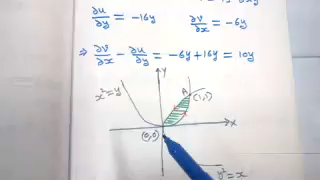 ∂u/∂y = -16y    ∂v/∂x = -6y
⇒ ∂v/∂x - ∂u/∂y = -6y + 16y = 10y
y
x²=y
A
(1,1)
x
(0,0)
y²=x